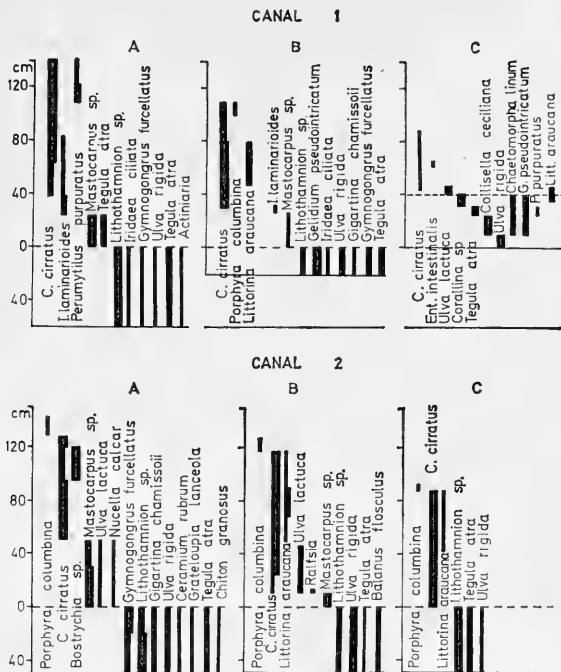 CANAL 1
A
B
C
cm
120
80
40
0
40
C. cirratus
I. laminarioides
Perumytilus purpuratus
Mastocarpus sp.
Tegula atra
Lithothamnion sp.
Iridaea ciliata
Gymnogongrus furcellatus
Ulva rigida
Tegula atra
Actiniaria
C. cirratus
Porphyra columbina
Littorina araucana
I. laminarioides
Mastocarpus sp.
Lithothamnion sp.
Gelidium pseudointricatum
Iridaea ciliata
Ulva rigida
Gigartina chamissoii
Gymnogongrus furcellatus
Tegula atra
C. cirratus
Ent. intestinalis
Ulva lactuca
Corallina sp
Tegula atra
Collisella ceciliana
Ulva rigida
Chaetomorpha linum
G. pseudointricatum
P. purpuratus
Litt. araucana
CANAL 2
A
B
C
cm
120
80
40
0
40
Porphyra columbina
C cirratus
Bostrychia sp.
Mastocarpus sp.
Ulva lactuca
Nucella calcar
Gymnogongrus furcellatus
Lithothamnion sp.
Gigartina chamissoii
Ulva rigida
Ceramium rubrum
Grateloupia lanceola
Tegula atra
Chiton granosus
Porphyra columbina
C. cirratus
Littorina araucana
Ulva lactuca
Ralfsia
Mastocarpus sp.
Lithothamnion sp.
Ulva rigida
Tegula atra
Balanus flosculus
Porphyra columbina
C. cirratus
Littorina araucana
Lithothamnion sp.
Tegula atra
Ulva rigida